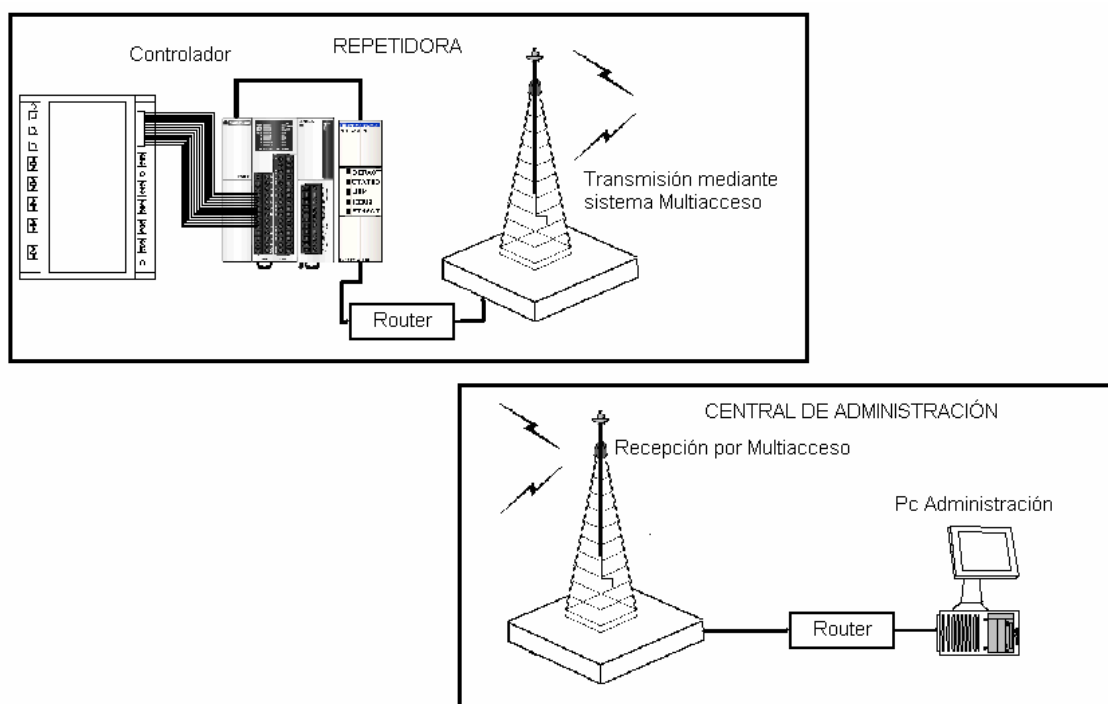 REPETIDORA
Controlador
Transmisión mediante
sistema Multiacceso
Router
CENTRAL DE ADMINISTRACIÓN
Recepción por Multiacceso
Pc Administración
Router